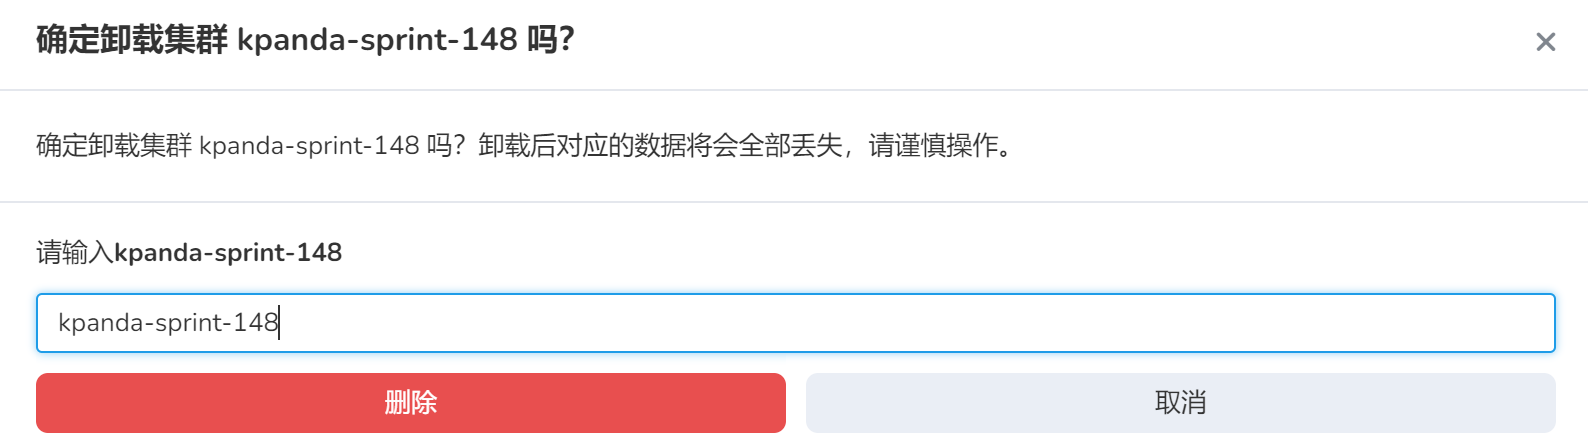 确定卸载集群 kpanda-sprint-148 吗？
确定卸载集群 kpanda-sprint-148 吗？卸载后对应的数据将会全部丢失，请谨慎操作。
请输入kpanda-sprint-148
kpanda-sprint-148
删除
取消